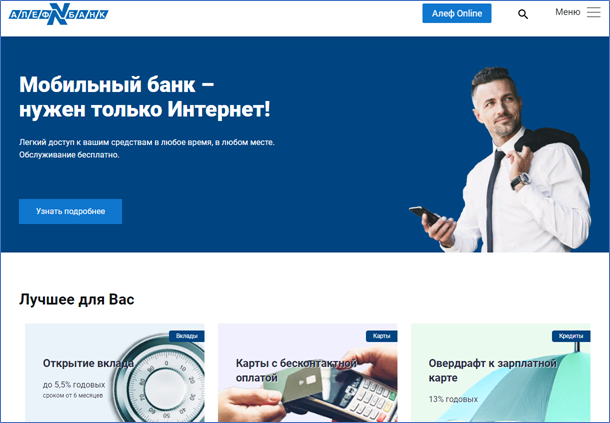 АЛЕФ БАНК
Алеф Online
Меню
Мобильный банк –
нужен только Интернет!
Легкий доступ к вашим средствам в любое время, в любом месте.
Обслуживание бесплатно.
Узнать подробнее
Лучшее для Вас
Вклады
Открытие вклада
до 5,5% годовых
сроком от 6 месяцев
Карты
Карты с бесконтактной
оплатой
Кредиты
Овердрафт к зарплатной
карте
13% годовых